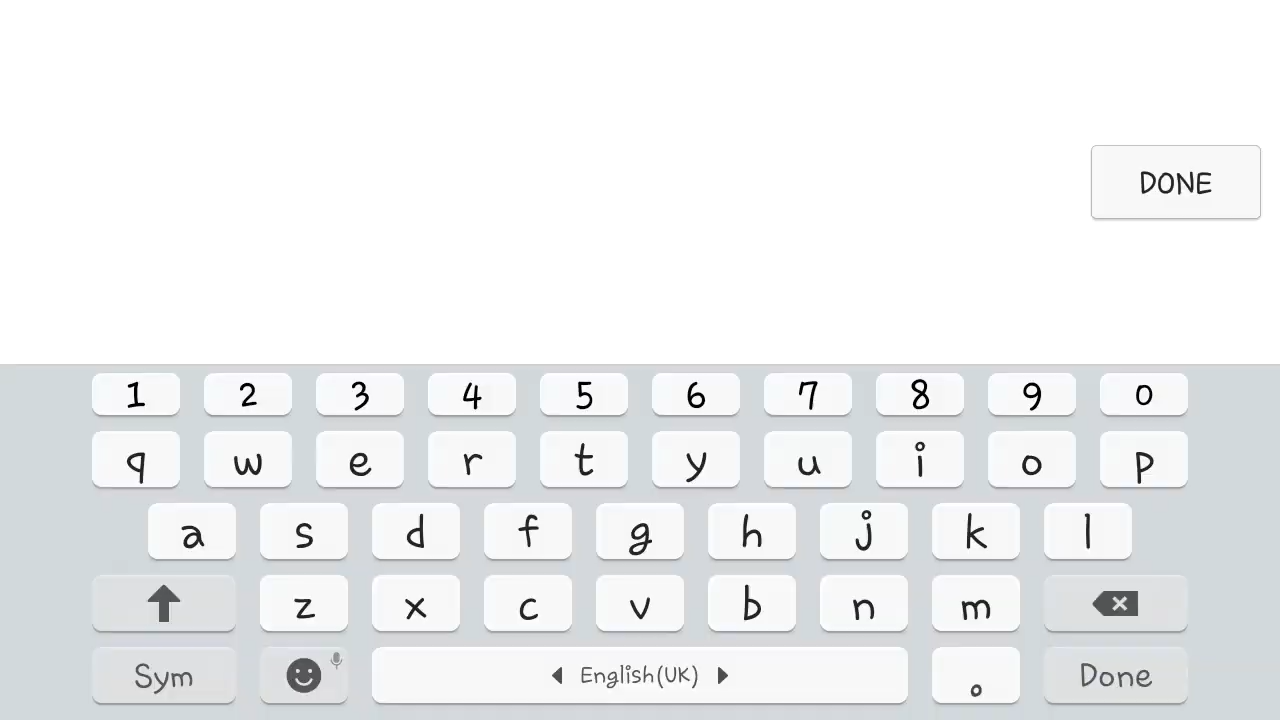 DONE
1 2 3 4 5 6 7 8 9 0
q w e r t y u i o p
a s d f g h j k l
z x c v b n m
Sym English(UK) . Done